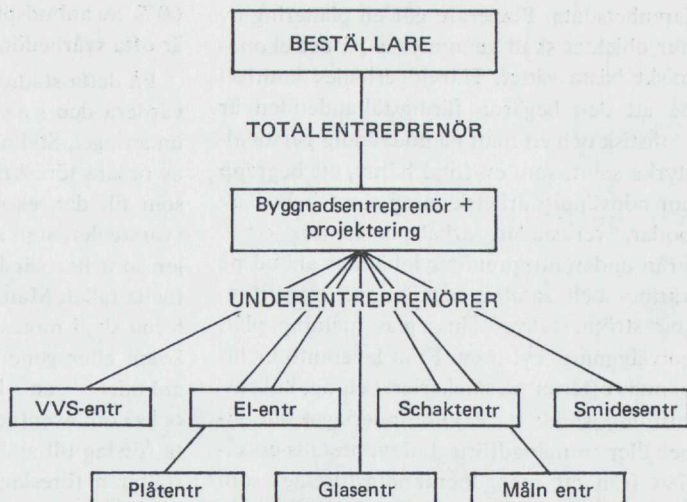 BESTÄLLARE
TOTALENTREPRENÖR
Byggnadsentreprenör +
projektering
UNDERENTREPRENÖRER
VVS-entr
El-entr
Schaktentr
Smidesentr
Plåtentr
Glasentr
Måln entr